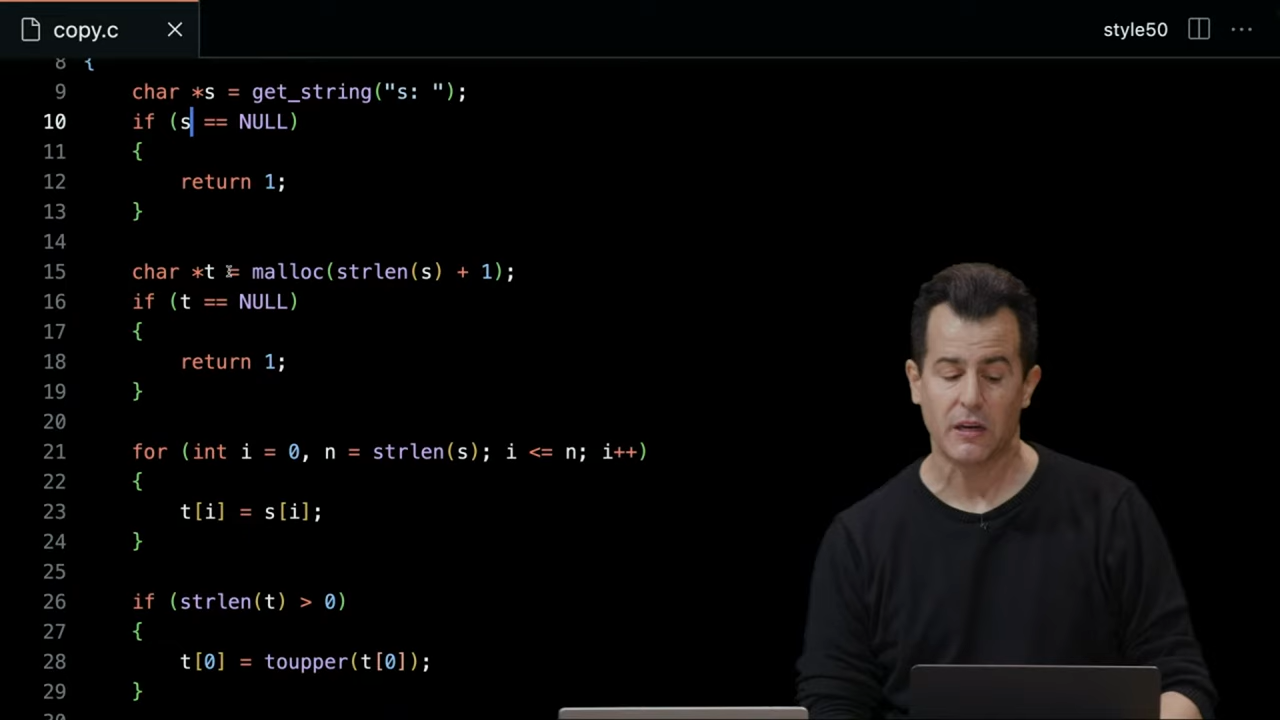 copy.c
style50
8 {
9 char *s = get_string("s: ");
10 if (s == NULL)
11 {
12 return 1;
13 }
14
15 char *t = malloc(strlen(s) + 1);
16 if (t == NULL)
17 {
18 return 1;
19 }
20
21 for (int i = 0, n = strlen(s); i <= n; i++)
22 {
23 t[i] = s[i];
24 }
25
26 if (strlen(t) > 0)
27 {
28 t[0] = toupper(t[0]);
29 }
30